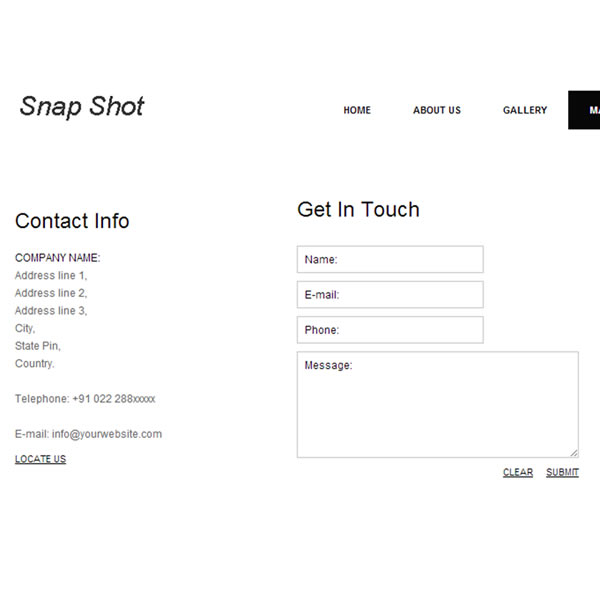 Snap Shot
HOME ABOUT US GALLERY
Contact Info
COMPANY NAME:
Address line 1,
Address line 2,
Address line 3,
City,
State Pin,
Country.
Telephone: +91 022 288xxxxx
E-mail: info@yourwebsite.com
LOCATE US
Get In Touch
Name:
E-mail:
Phone:
Message:
CLEAR SUBMIT